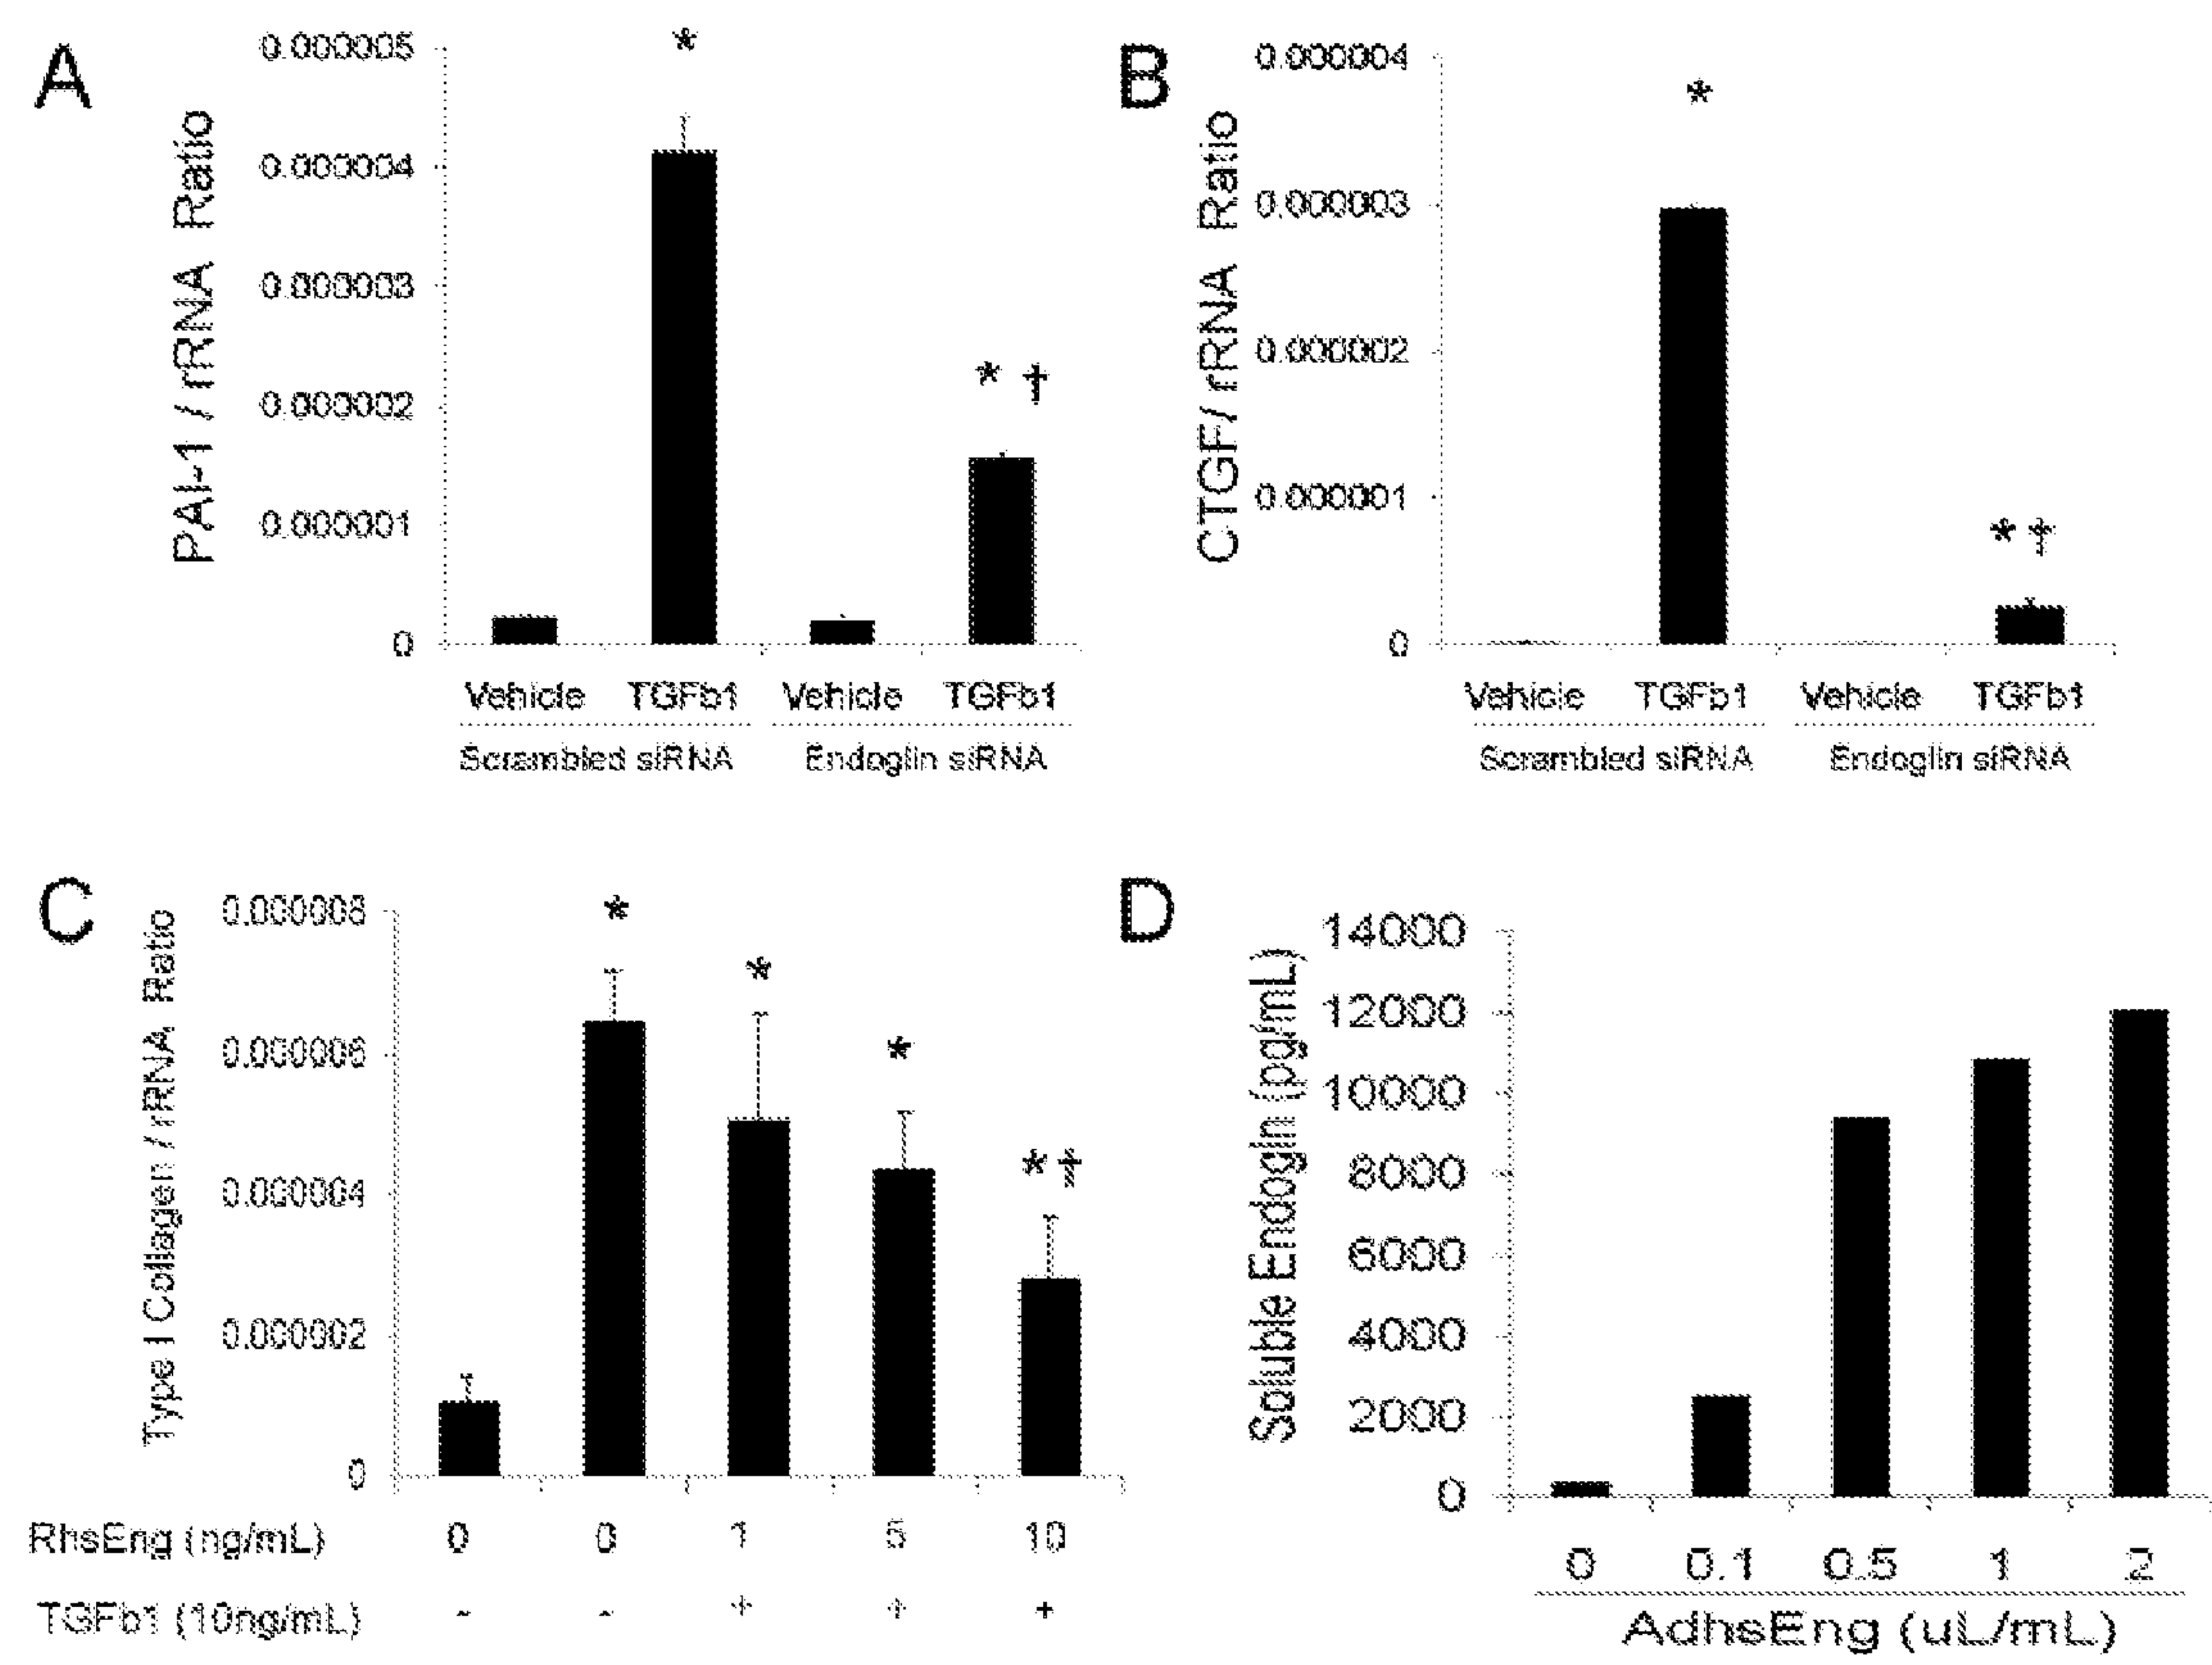 A
PAI-1 / rRNA Ratio
0.000005
0.000004
0.000003
0.000002
0.000001
0
*
* †
Vehicle TGFb1 Vehicle TGFb1
Scrambled siRNA Endoglin siRNA
B
CTGF/ rRNA Ratio
0.000004
0.000003
0.000002
0.000001
0
*
* †
Vehicle TGFb1 Vehicle TGFb1
Scrambled siRNA Endoglin siRNA
C
Type I Collagen / rRNA Ratio
0.000008
0.000006
0.000004
0.000002
0
*
*
*
* †
RhsEng (ng/mL) 0 0 1 5 10
TGFb1 (10ng/mL) - - + + +
D
Soluble Endogln (pg/mL)
14000
12000
10000
8000
6000
4000
2000
0
0 0.1 0.5 1 2
AdhsEng (uL/mL)